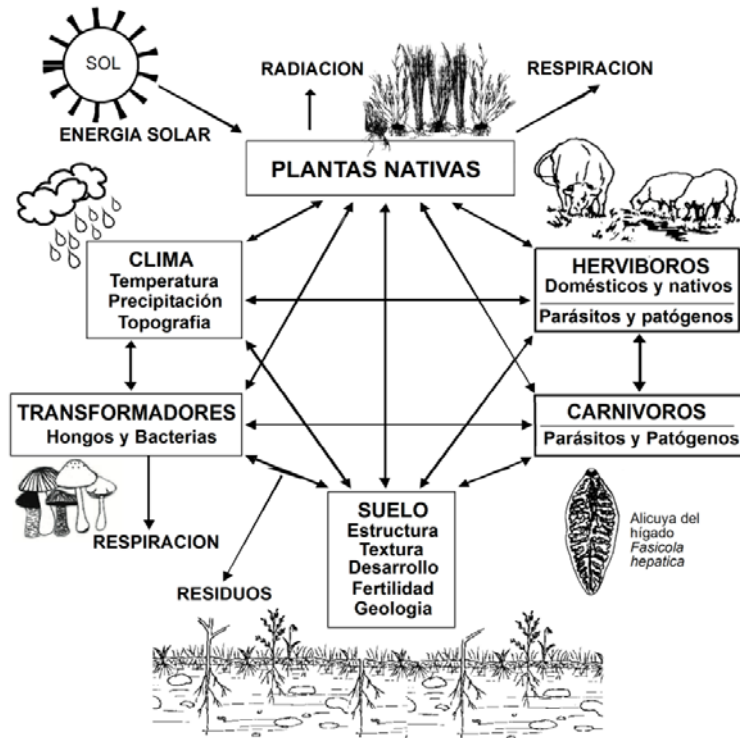 SOL
RADIACION
RESPIRACION
ENERGIA SOLAR
PLANTAS NATIVAS
CLIMA
Temperatura
Precipitación
Topografia
HERVIBOROS
Domésticos y nativos
Parásitos y patógenos
TRANSFORMADORES
Hongos y Bacterias
CARNIVOROS
Parásitos y Patógenos
SUELO
Estructura
Textura
Desarrollo
Fertilidad
Geologia
RESPIRACION
RESIDUOS
Alicuya del
hígado
Fasicola
hepatica